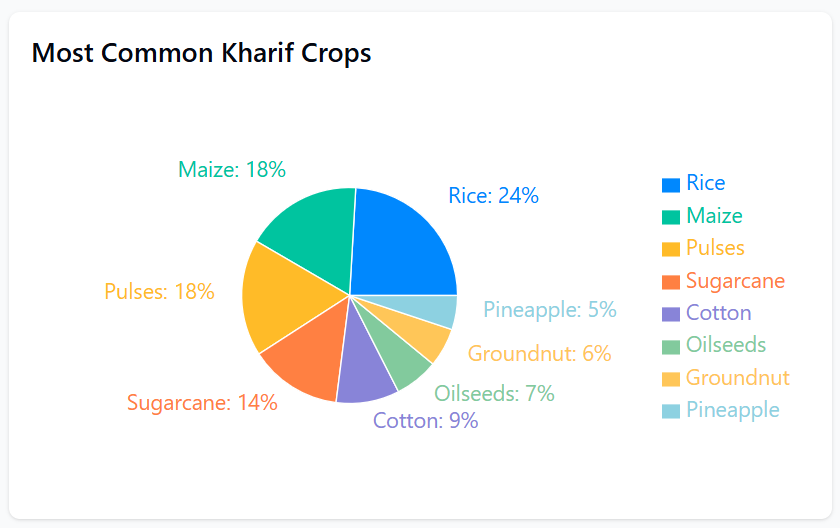 Most Common Kharif Crops
Maize: 18%
Rice: 24%
Pulses: 18%
Pineapple: 5%
Groundnut: 6%
Oilseeds: 7%
Sugarcane: 14%
Cotton: 9%
Rice
Maize
Pulses
Sugarcane
Cotton
Oilseeds
Groundnut
Pineapple